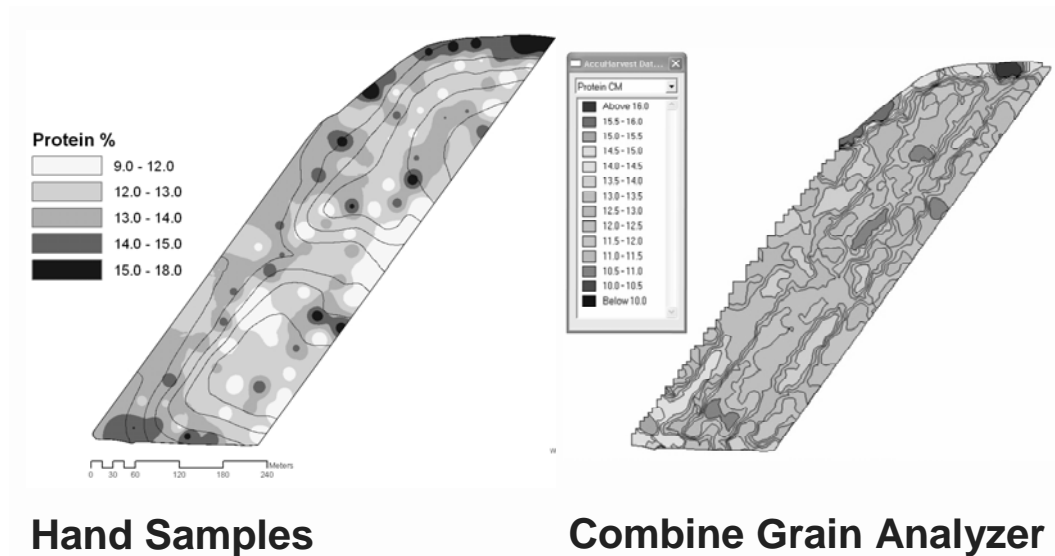 Protein %
9.0 - 12.0
12.0 - 13.0
13.0 - 14.0
14.0 - 15.0
15.0 - 18.0
0 30 60 120 180 240 Meters
W
Hand Samples
AccuHarvest Dat...
Protein CM
Above 16.0
15.5 - 16.0
15.0 - 15.5
14.5 - 15.0
14.0 - 14.5
13.5 - 14.0
13.0 - 13.5
12.5 - 13.0
12.0 - 12.5
11.5 - 12.0
11.0 - 11.5
10.5 - 11.0
10.0 - 10.5
Below 10.0
Combine Grain Analyzer